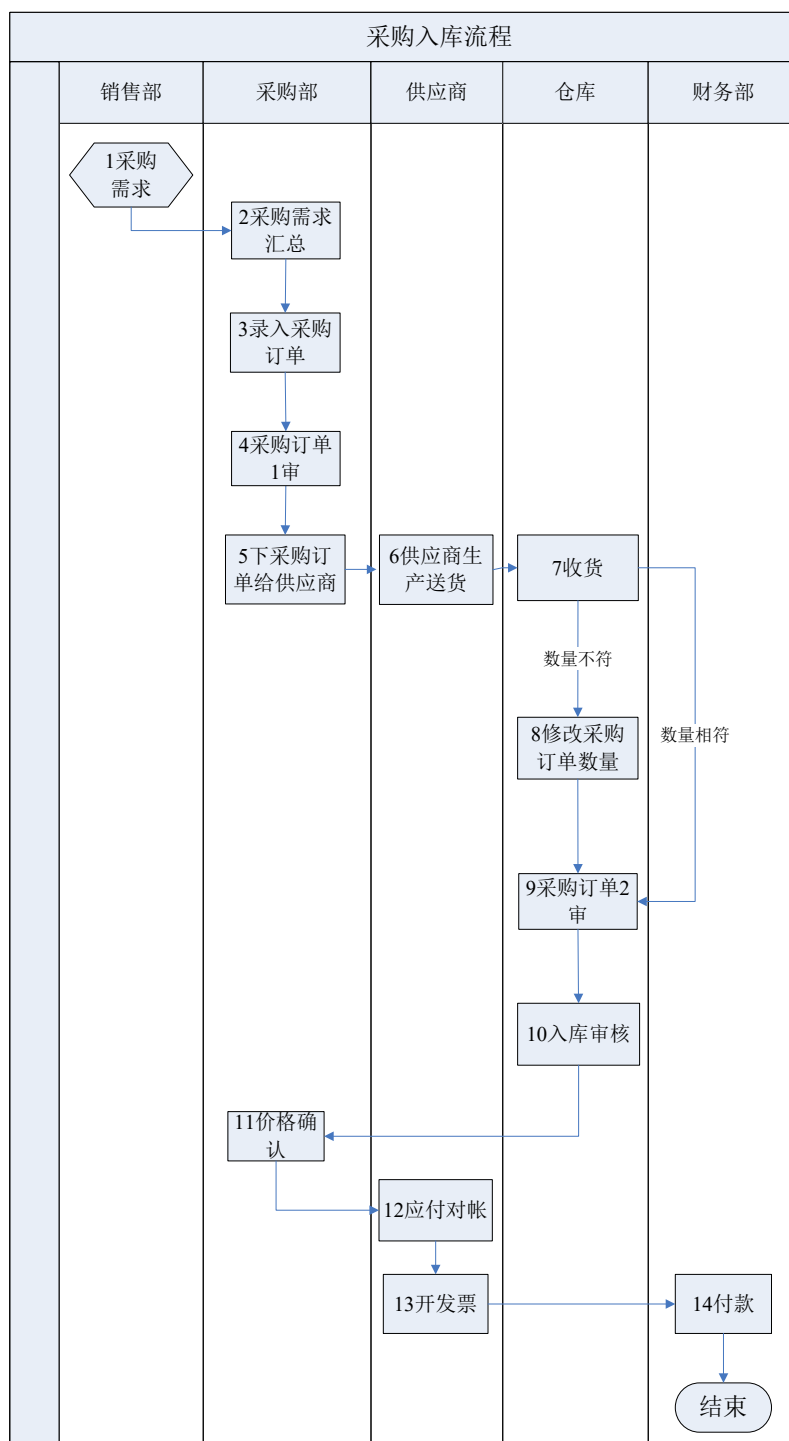 采购入库流程
销售部
采购部
供应商
仓库
财务部
1采购
需求
2采购需求
汇总
3录入采购
订单
4采购订单
1审
5下采购订
单给供应商
6供应商生
产送货
7收货
数量不符
数量相符
8修改采购
订单数量
9采购订单2
审
10入库审核
11价格确
认
12应付对帐
13开发票
14付款
结束